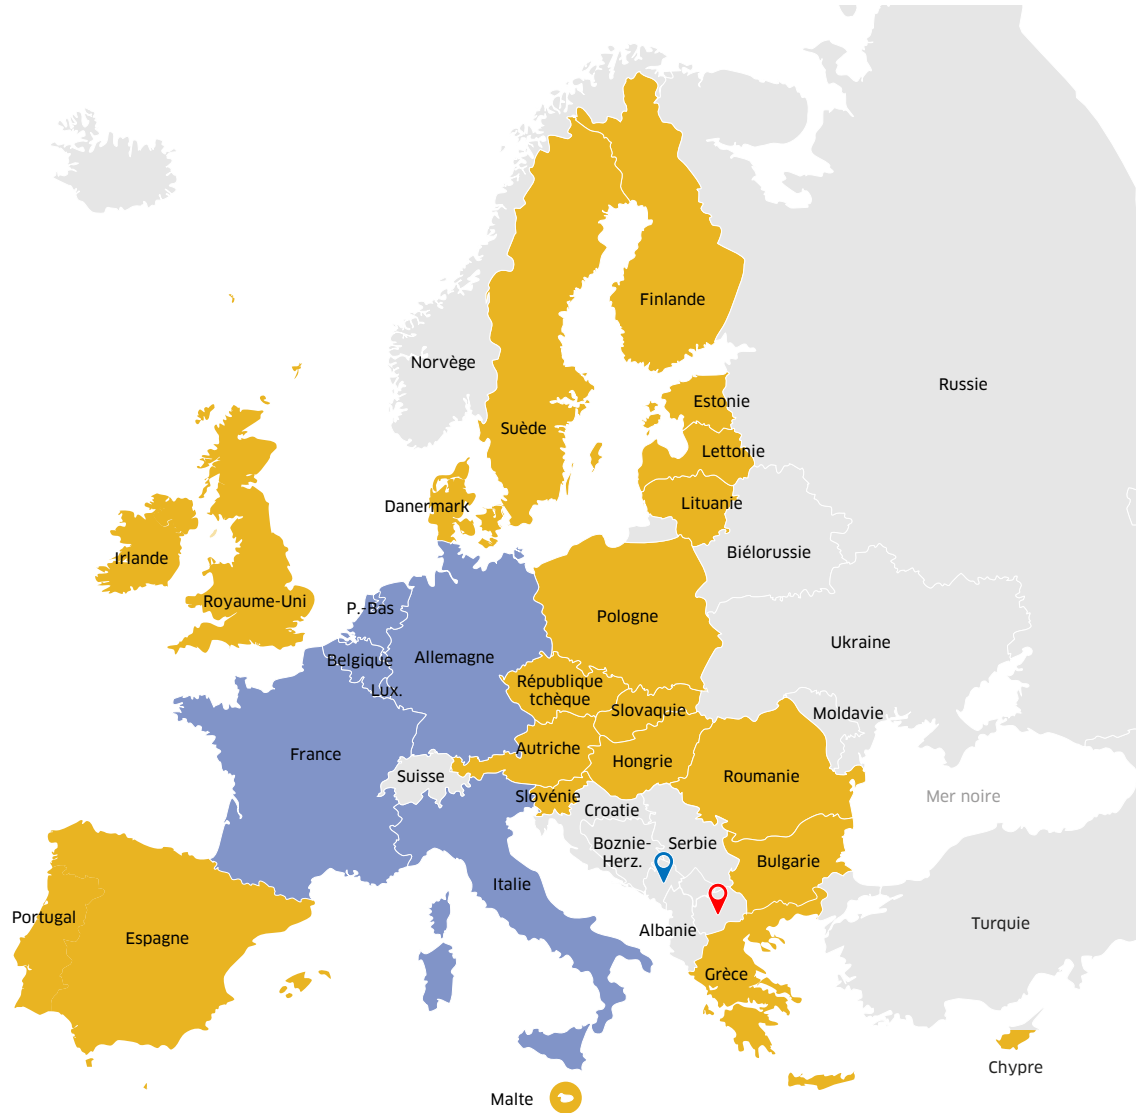 Finlande
Norvège
Russie
Estonie
Suède
Lettonie
Danermark
Lituanie
Biélorussie
Irlande
Royaume-Uni
P.-Bas
Pologne
Ukraine
Belgique
Allemagne
Lux.
République
tchèque
Slovaquie
Moldavie
France
Autriche
Suisse
Hongrie
Roumanie
Slovénie
Mer noire
Croatie
Boznie-
Herz.
Serbie
Bulgarie
Italie
Portugal
Espagne
Albanie
Turquie
Grèce
Chypre
Malte